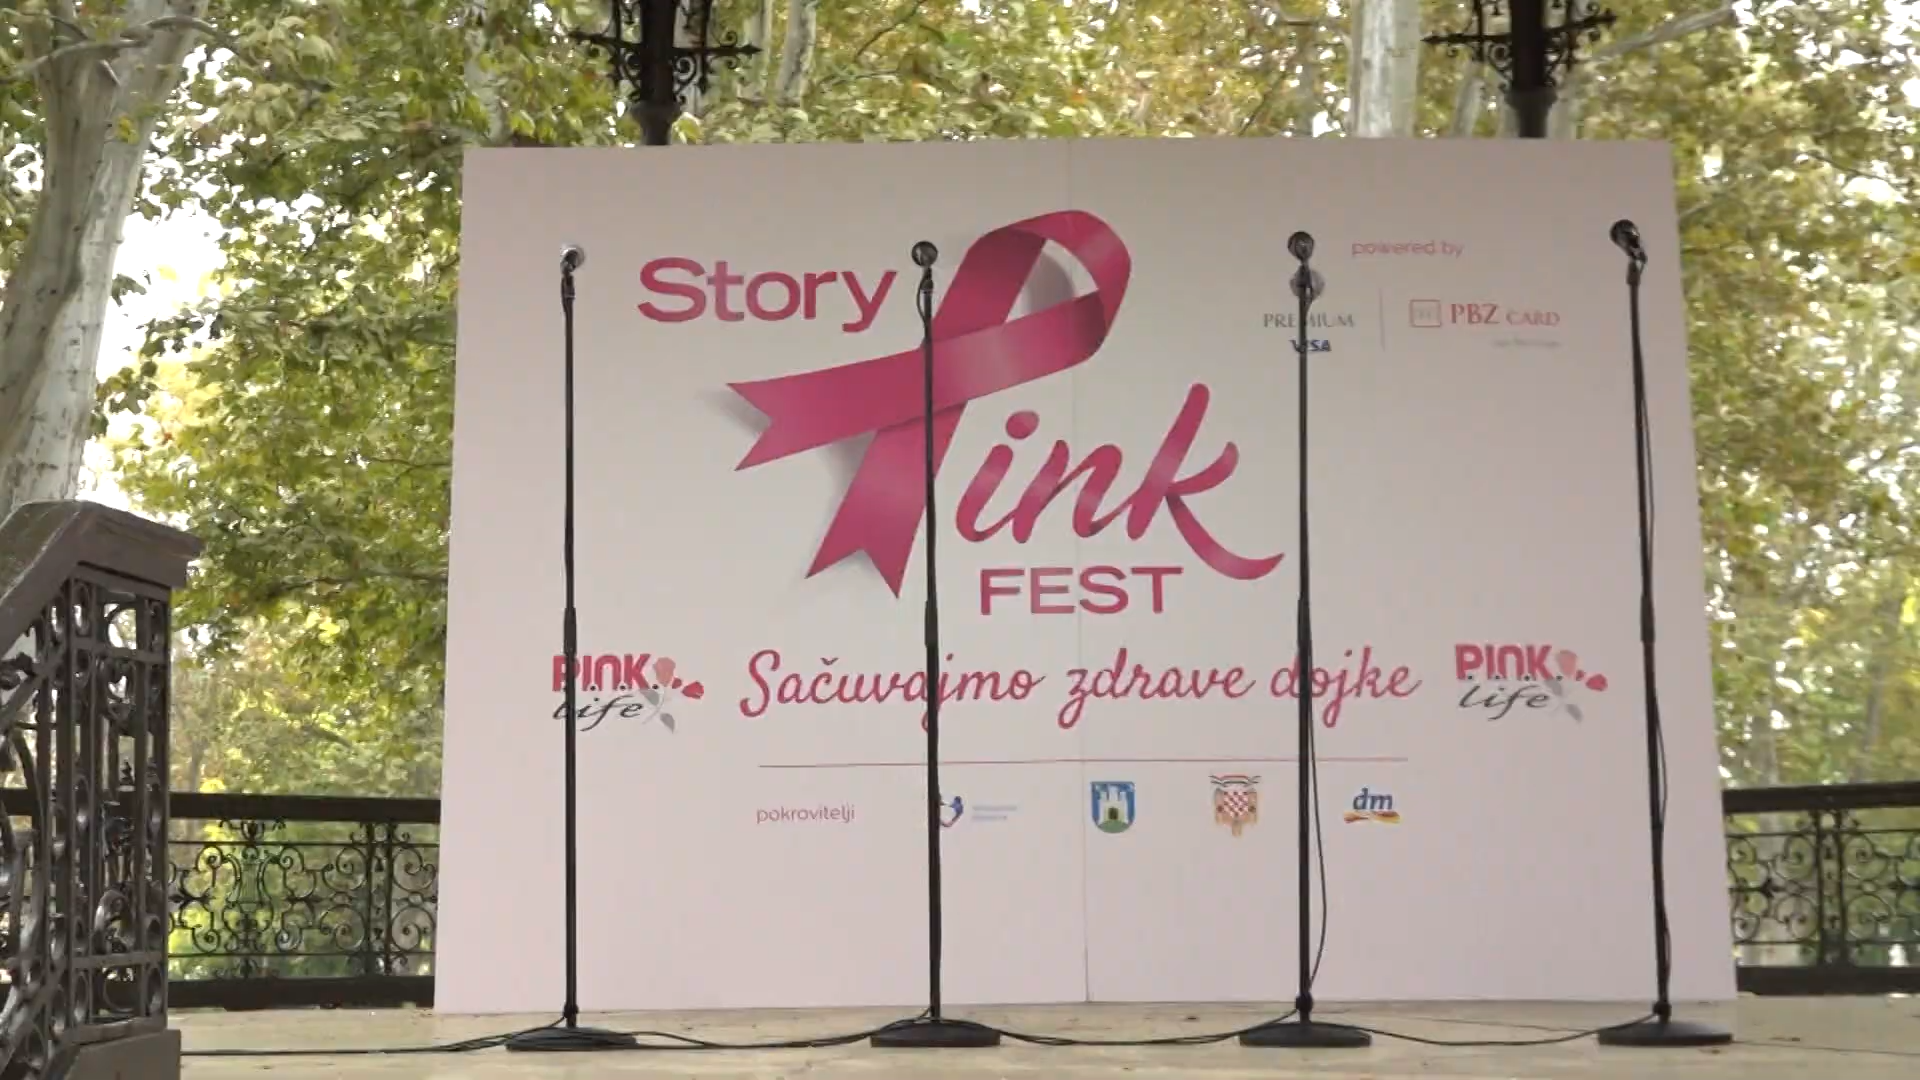 Story
Pink
FEST
powered by
PREMIUM
VISA
PBZ CARD
PINK
Life
Sačuvajmo zdrave dojke
PINK
Life
pokrovitelji
dm